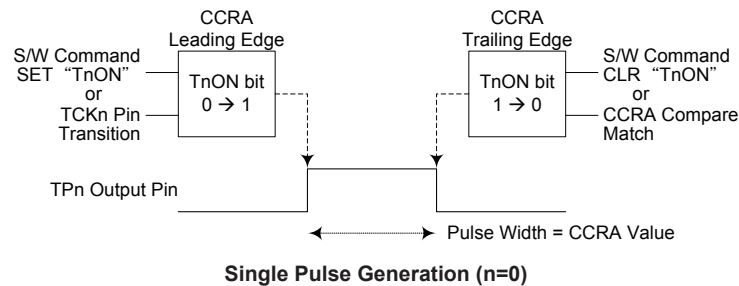 CCRA
Leading Edge
CCRA
Trailing Edge
S/W Command
SET “TnON”
or
TCKn Pin
Transition
TnON bit
0 → 1
TnON bit
1 → 0
S/W Command
CLR “TnON”
or
CCRA Compare
Match
TPn Output Pin
Pulse Width = CCRA Value
Single Pulse Generation (n=0)